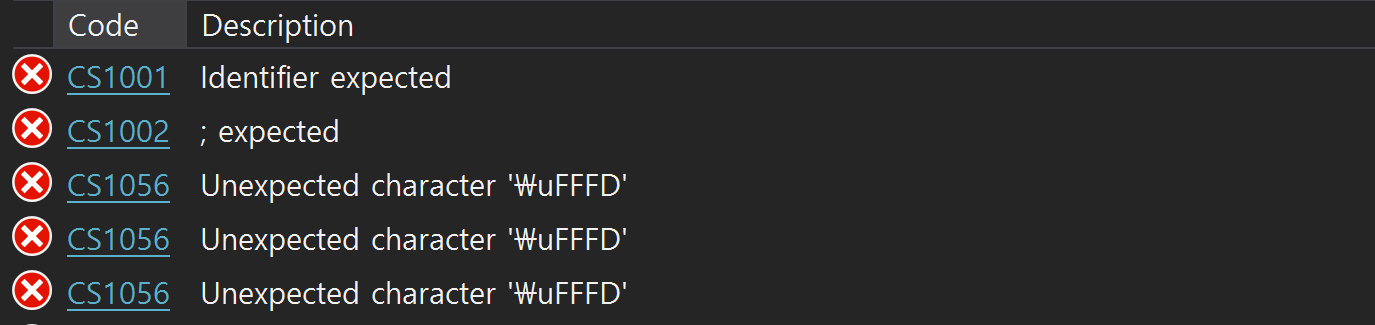 Code Description
CS1001 Identifier expected
CS1002 ; expected
CS1056 Unexpected character '₩uFFFD'
CS1056 Unexpected character '₩uFFFD'
CS1056 Unexpected character '₩uFFFD'